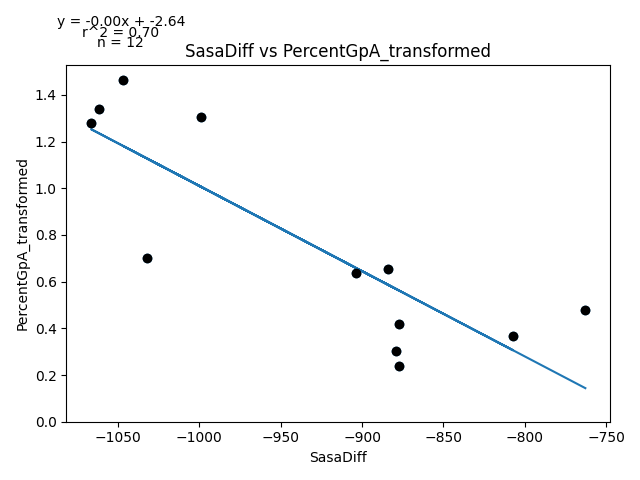 y = -0.00x + -2.64
r^2 = 0.70
n = 12
SasaDiff vs PercentGpA_transformed
PercentGpA_transformed
1.4
1.2
1.0
0.8
0.6
0.4
0.2
0.0
−1050 −1000 −950 −900 −850 −800 −750
SasaDiff